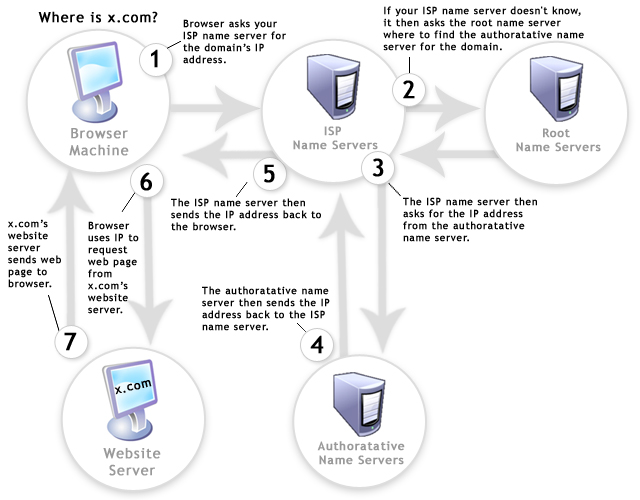 Where is x.com?
1
Browser asks your
ISP name server for
the domain's IP
address.
If your ISP name server doesn't know,
it then asks the root name server
where to find the authoratative name
server for the domain.
2
Browser
Machine
ISP
Name Servers
Root
Name Servers
3
The ISP name server then
asks for the IP address
from the authoratative
name server.
5
The ISP name server then
sends the IP address back to
the browser.
6
Browser
uses IP to
request
web page
from
x.com's
website
server.
x.com's
website
server
sends web
page to
browser.
7
The authoratative name
server then sends the IP
address back to the ISP
name server.
4
x.com
Website
Server
Authoratative
Name Servers